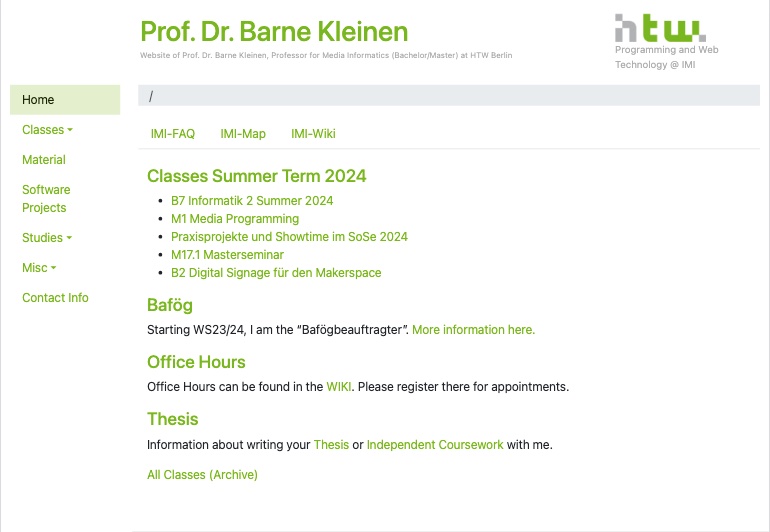 Prof. Dr. Barne Kleinen
Website of Prof. Dr. Barne Kleinen, Professor for Media Informatics (Bachelor/Master) at HTW Berlin
htw.
Programming and Web
Technology @ IMI
Home
Classes
Material
Software
Projects
Studies
Misc
Contact Info
/
IMI-FAQ IMI-Map IMI-Wiki
Classes Summer Term 2024
• B7 Informatik 2 Summer 2024
• M1 Media Programming
• Praxisprojekte und Showtime im SoSe 2024
• M17.1 Masterseminar
• B2 Digital Signage für den Makerspace
Bafög
Starting WS23/24, I am the “Bafögbeauftragter”. More information here.
Office Hours
Office Hours can be found in the WIKI. Please register there for appointments.
Thesis
Information about writing your Thesis or Independent Coursework with me.
All Classes (Archive)